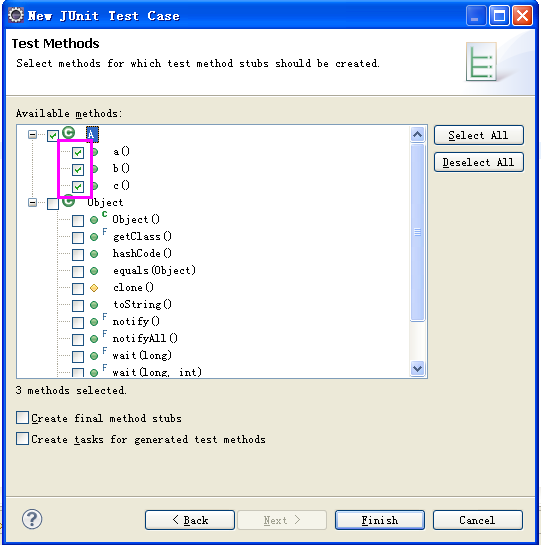 New JUnit Test Case
Test Methods
Select methods for which test method stubs should be created.
Available methods:
Select All
Deselect All
C A
a()
b()
c()
C Object
C Object()
F getClass()
hashCode()
equals(Object)
clone()
toString()
F notify()
F notifyAll()
F wait(long)
F wait(long, int)
3 methods selected.
Create final method stubs
Create tasks for generated test methods
? < Back Next > Finish Cancel